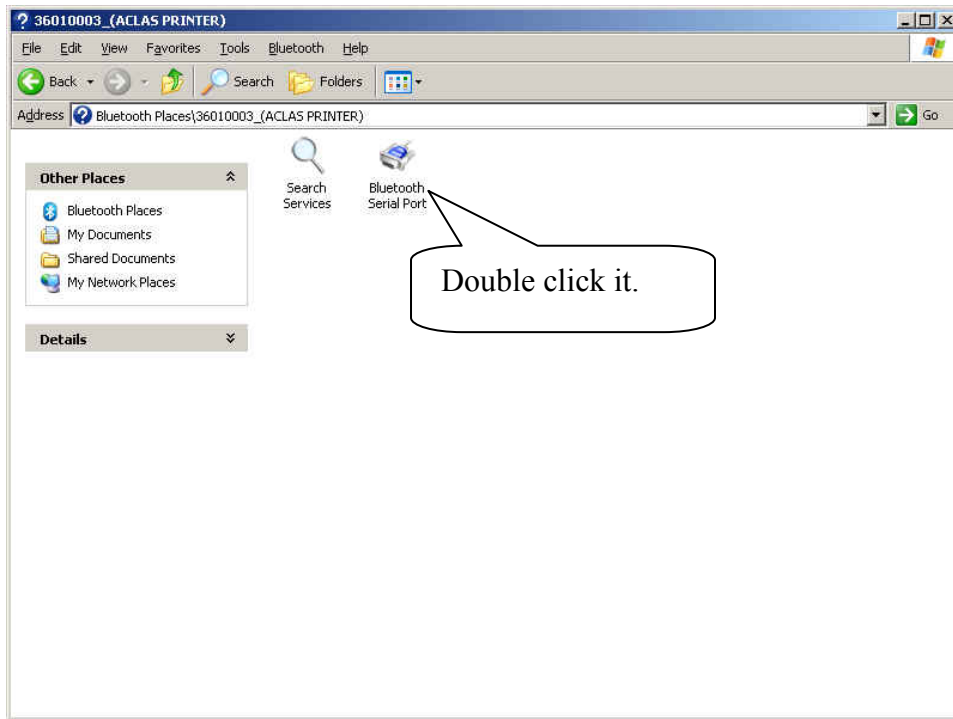 36010003_(ACLAS PRINTER)
File Edit View Favorites Tools Bluetooth Help
Back Search Folders
Address Bluetooth Places\36010003_(ACLAS PRINTER) Go
Other Places
Bluetooth Places
My Documents
Shared Documents
My Network Places
Details
Search
Services
Bluetooth
Serial Port
Double click it.